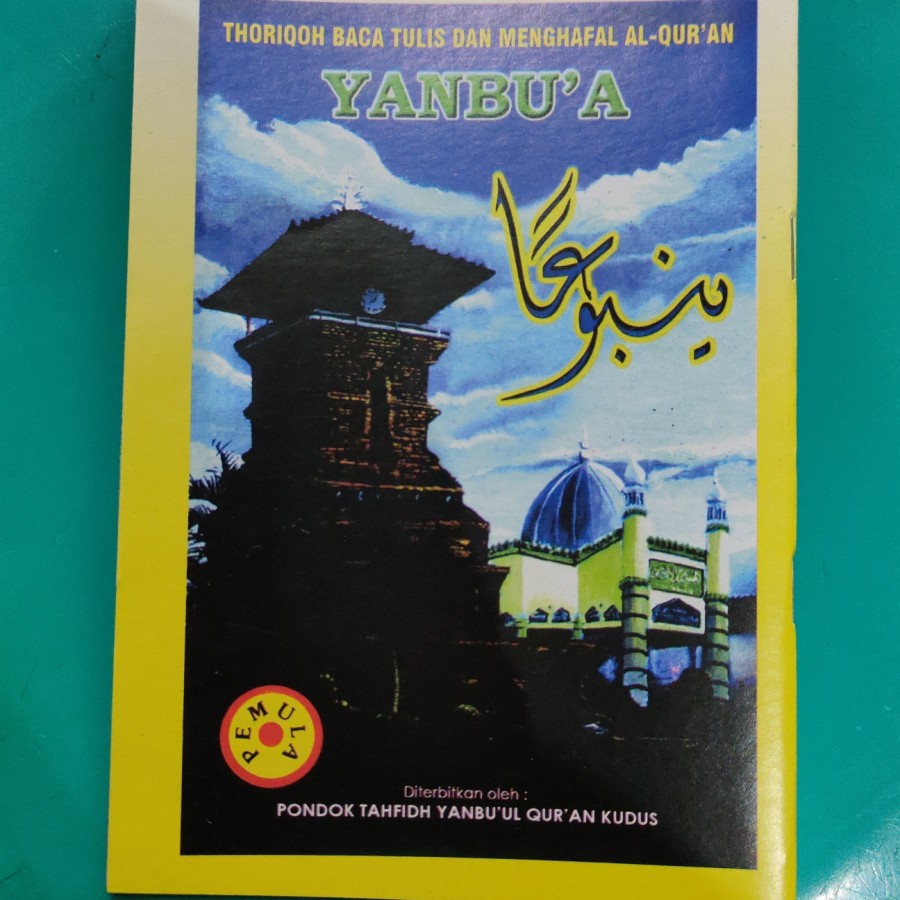 THORIQOH BACA TULIS DAN MENGHAFAL AL-QUR'AN
YANBU'A
ينبوعًا
PEMULA
Diterbitkan oleh :
PONDOK TAHFIDH YANBU'UL QUR'AN KUDUS